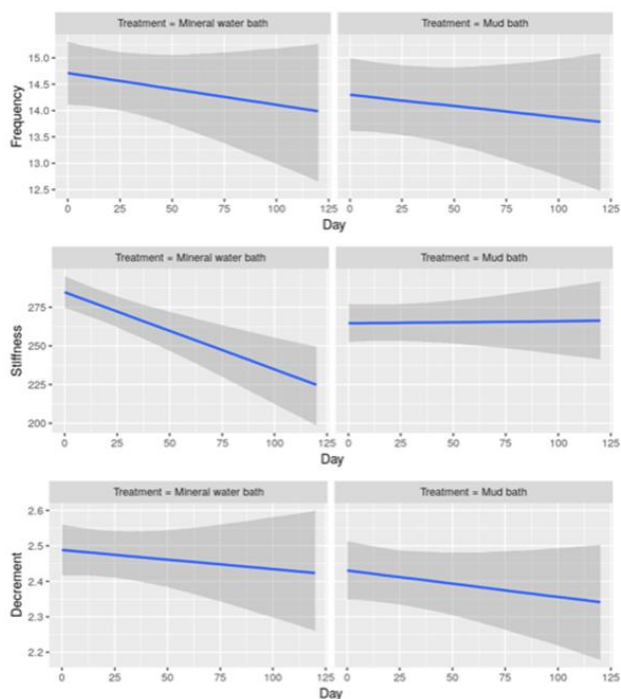 Treatment = Mineral water bath
Treatment = Mud bath
15.0
14.5
14.0
13.5
13.0
12.5
Frequency
0 25 50 75 100 125 0 25 50 75 100 125
Day
Treatment = Mineral water bath
Treatment = Mud bath
275
250
225
200
Stiffness
0 25 50 75 100 125 0 25 50 75 100 125
Day
Treatment = Mineral water bath
Treatment = Mud bath
2.6
2.5
2.4
2.3
2.2
Decrement
0 25 50 75 100 125 0 25 50 75 100 125
Day